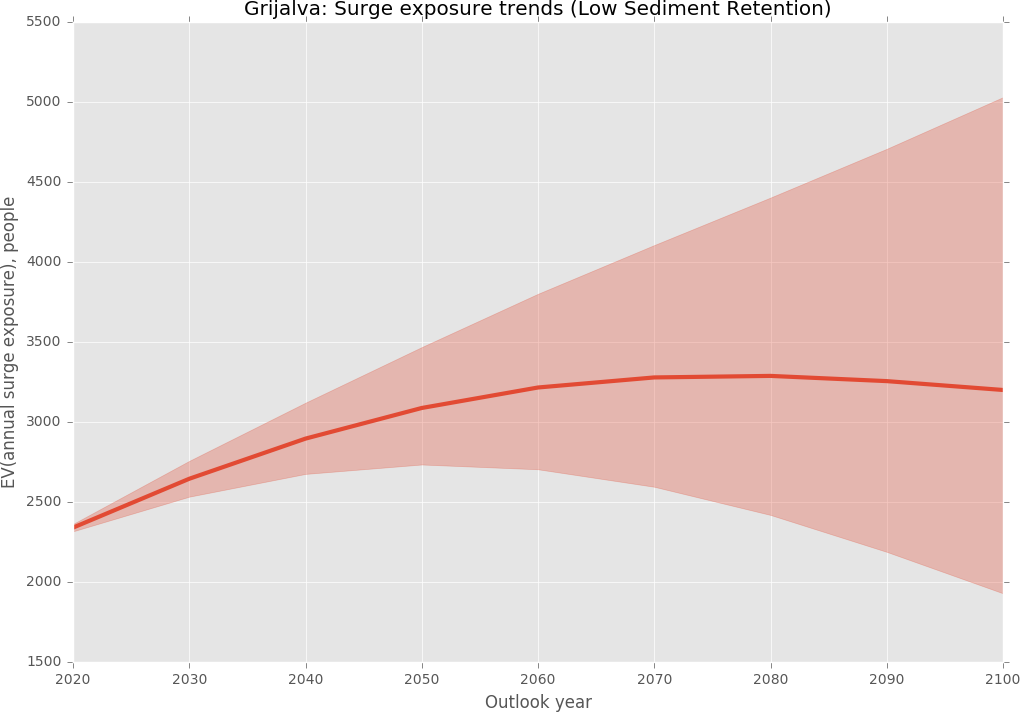 Grijalva: Surge exposure trends (Low Sediment Retention)
EV(annual surge exposure), people
5500
5000
4500
4000
3500
3000
2500
2000
1500
2020 2030 2040 2050 2060 2070 2080 2090 2100
Outlook year